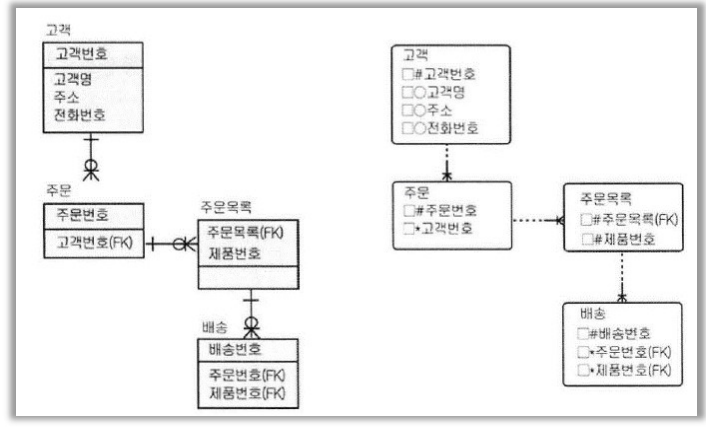 고객
고객번호
고객명
주소
전화번호
주문
주문번호
고객번호(FK)
주문목록
주문목록(FK)
제품번호
배송
배송번호
주문번호(FK)
제품번호(FK)
고객
□#고객번호
□○고객명
□○주소
□○전화번호
주문
□#주문번호
□*고객번호
주문목록
□#주문목록(FK)
□#제품번호
배송
□#배송번호
□*주문번호(FK)
□*제품번호(FK)